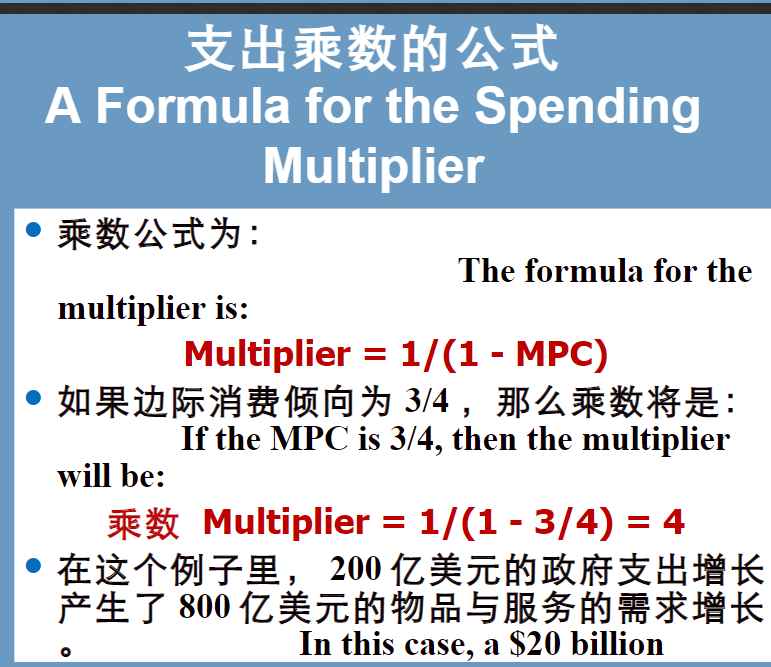 支出乘数的公式
A Formula for the Spending
Multiplier
乘数公式为：
The formula for the
multiplier is:
Multiplier = 1/(1 - MPC)
如果边际消费倾向为 3/4 ，那么乘数将是：
If the MPC is 3/4, then the multiplier
will be:
乘数 Multiplier = 1/(1 - 3/4) = 4
在这个例子里， 200 亿美元的政府支出增长
产生了 800 亿美元的物品与服务的需求增长
。 In this case, a $20 billion